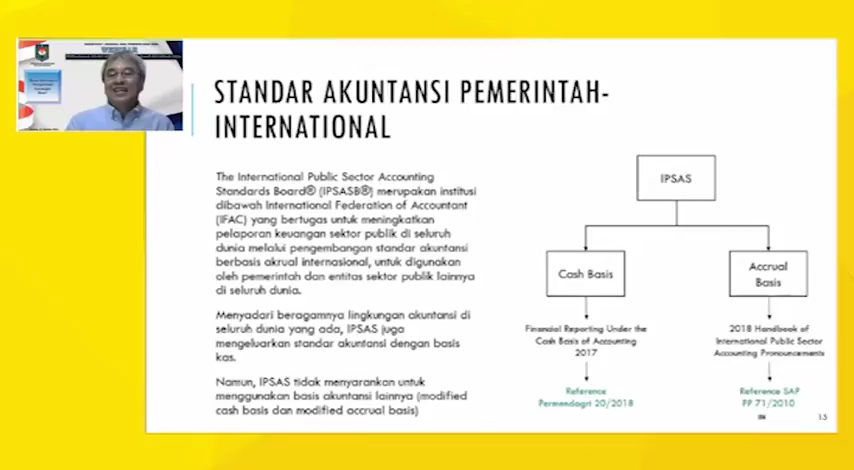 STANDAR AKUNTANSI PEMERINTAH-
INTERNATIONAL
The International Public Sector Accounting
Standards Board® (IPSASB®) merupakan institusi
dibawah International Federation of Accountant
(IFAC) yang bertugas untuk meningkatkan
pelaporan keuangan sektor publik di seluruh
dunia melalui pengembangan standar akuntansi
berbasis akrual internasional, untuk digunakan
oleh pemerintah dan entitas sektor publik lainnya
di seluruh dunia.
Menyadari beragamnya lingkungan akuntansi di
seluruh dunia yang ada, IPSAS juga
mengeluarkan standar akuntansi dengan basis
kas.
Namun, IPSAS tidak menyarankan untuk
menggunakan basis akuntansi lainnya (modified
cash basis dan modified accrual basis)
IPSAS
Cash Basis
Accrual
Basis
Financial Reporting Under the
Cash Basis of Accounting
2017
2018 Handbook of
International Public Sector
Accounting Pronouncements
Reference
Permendagri 20/2018
Reference SAP
PP 71/2010
15